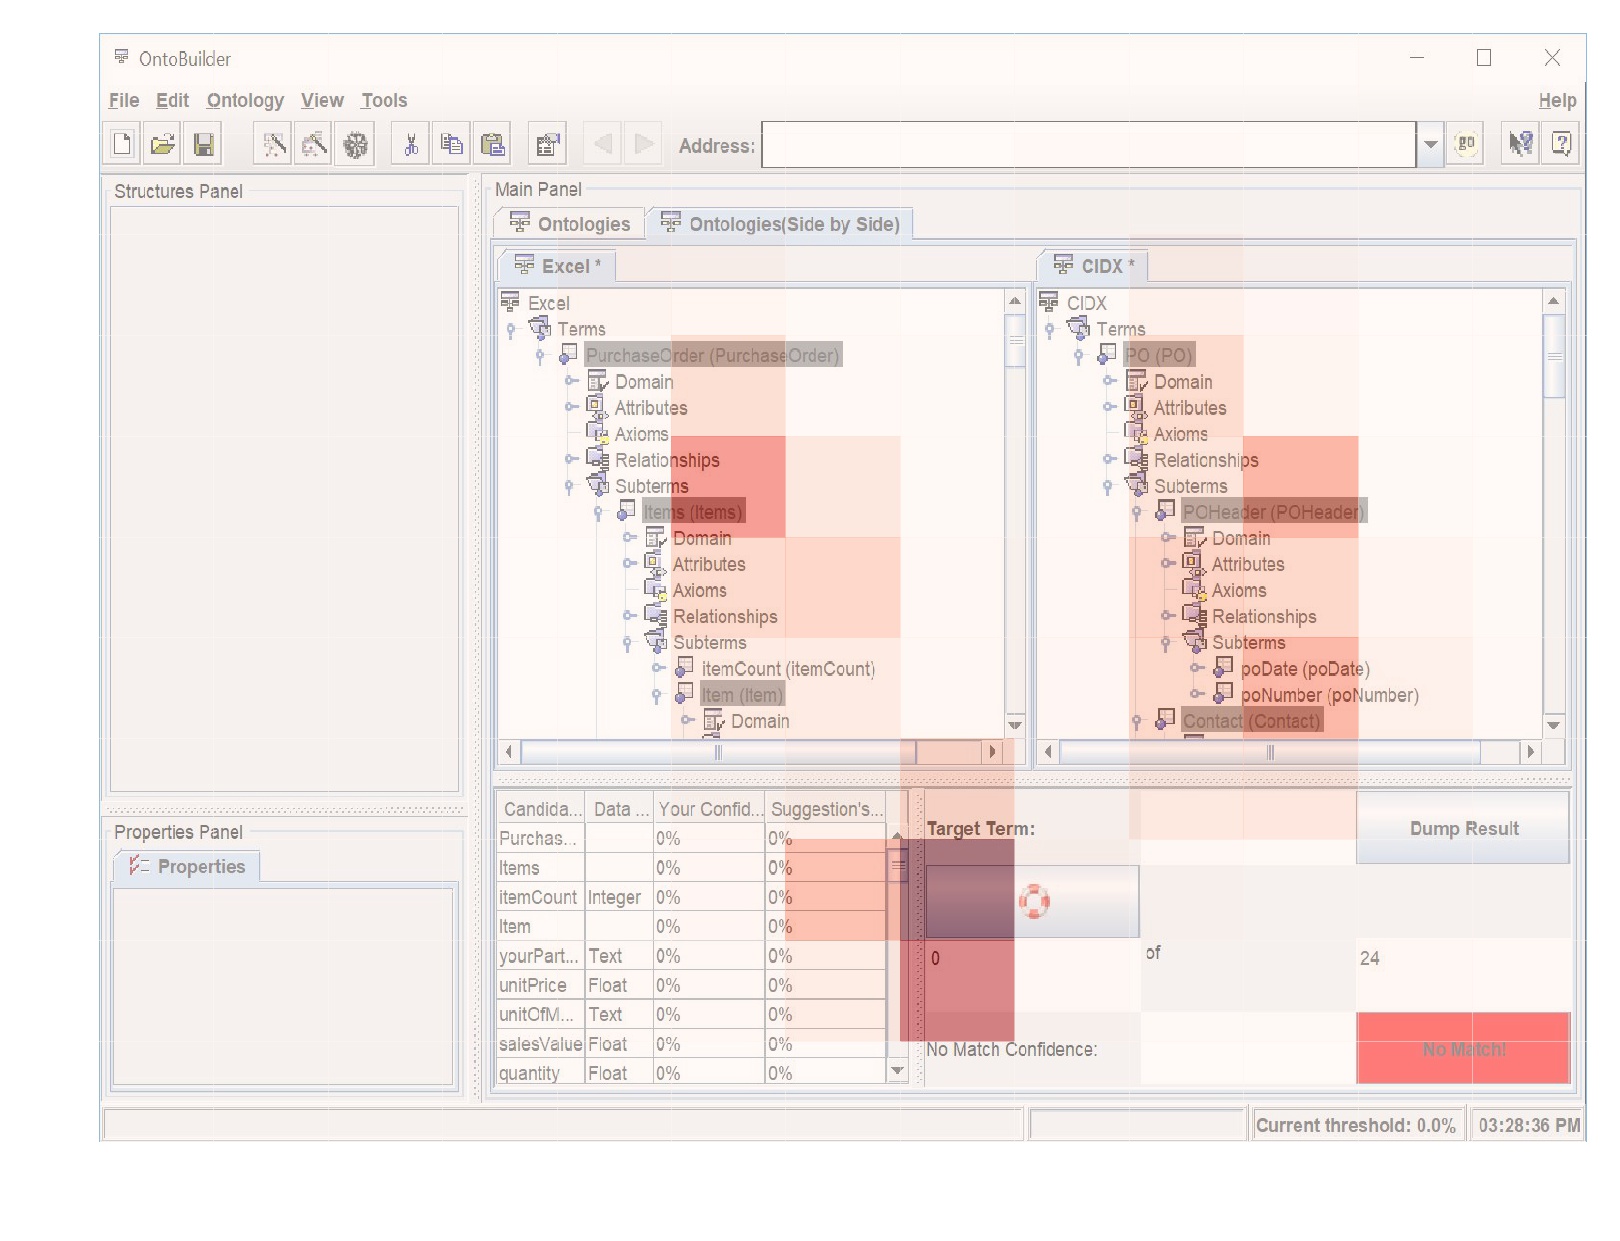 OntoBuilder
File Edit Ontology View Tools Help
Address: go
Structures Panel
Main Panel
Ontologies Ontologies(Side by Side)
Excel * CIDX *
Excel
Terms
PurchaseOrder (PurchaseOrder)
Domain
Attributes
Axioms
Relationships
Subterms
Items (Items)
Domain
Attributes
Axioms
Relationships
Subterms
itemCount (itemCount)
Item (Item)
Domain
CIDX
Terms
PO (PO)
Domain
Attributes
Axioms
Relationships
Subterms
POHeader (POHeader)
Domain
Attributes
Axioms
Relationships
Subterms
poDate (poDate)
poNumber (poNumber)
Contact (Contact)
Properties Panel
Properties
Candida... Data ... Your Confid... Suggestion's...
Purchas... 0% 0%
Items 0% 0%
itemCount Integer 0% 0%
Item 0% 0%
yourPart... Text 0% 0%
unitPrice Float 0% 0%
unitOfM... Text 0% 0%
salesValue Float 0% 0%
quantity Float 0% 0%
Target Term: Dump Result
0 of 24
No Match Confidence: No Match!
Current threshold: 0.0% 03:28:36 PM